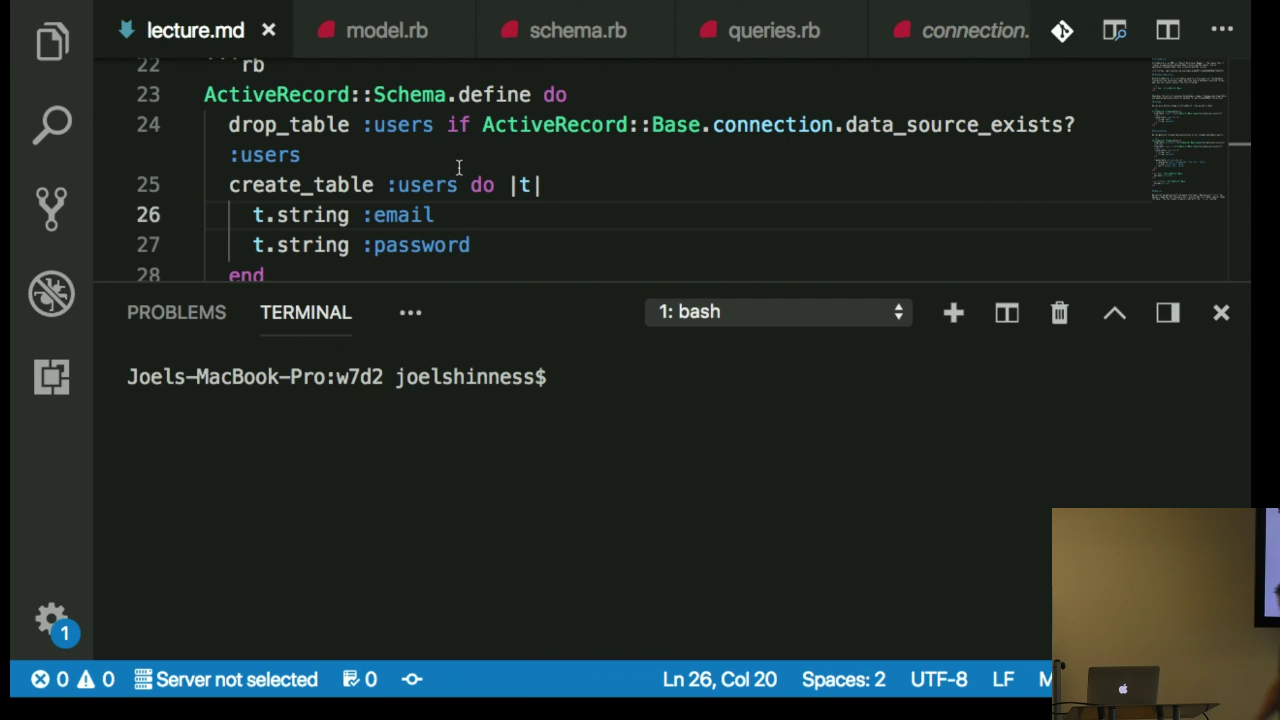 lecture.md
model.rb
schema.rb
queries.rb
connection.
22 ```rb
23 ActiveRecord::Schema.define do
24 drop_table :users if ActiveRecord::Base.connection.data_source_exists?
:users
25 create_table :users do |t|
26 t.string :email
27 t.string :password
28 end
PROBLEMS
TERMINAL
1: bash
Joels-MacBook-Pro:w7d2 joelshinness$
1
0 0 Server not selected 0
Ln 26, Col 20 Spaces: 2 UTF-8 LF M